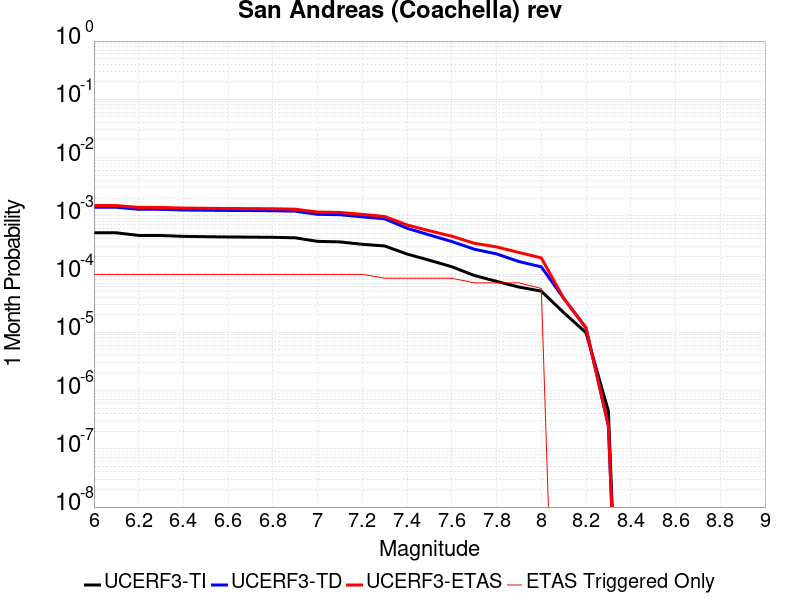 San Andreas (Coachella) rev
10^0
10^-1
10^-2
10^-3
10^-4
10^-5
10^-6
10^-7
10^-8
1 Month Probability
6 6.2 6.4 6.6 6.8 7 7.2 7.4 7.6 7.8 8 8.2 8.4 8.6 8.8 9
Magnitude
UCERF3-TI UCERF3-TD UCERF3-ETAS ETAS Triggered Only